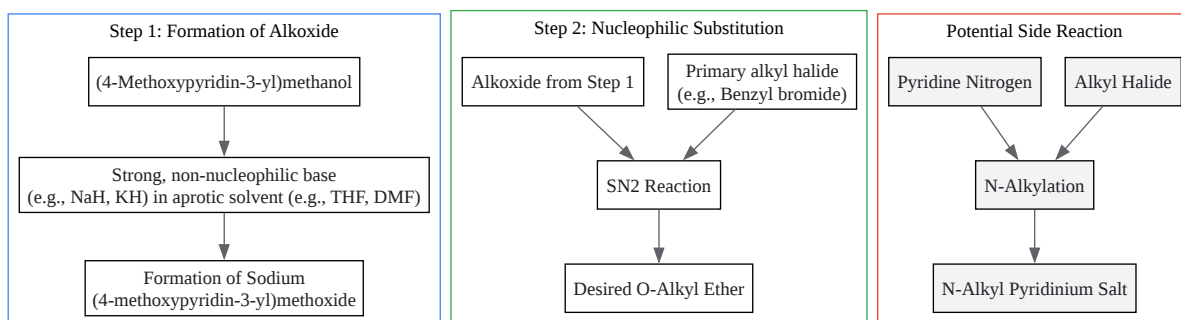 Step 1: Formation of Alkoxide
(4-Methoxypyridin-3-yl)methanol
Strong, non-nucleophilic base
(e.g., NaH, KH) in aprotic solvent (e.g., THF, DMF)
Formation of Sodium
(4-methoxypyridin-3-yl)methoxide
Step 2: Nucleophilic Substitution
Alkoxide from Step 1
Primary alkyl halide
(e.g., Benzyl bromide)
SN2 Reaction
Desired O-Alkyl Ether
Potential Side Reaction
Pyridine Nitrogen
Alkyl Halide
N-Alkylation
N-Alkyl Pyridinium Salt